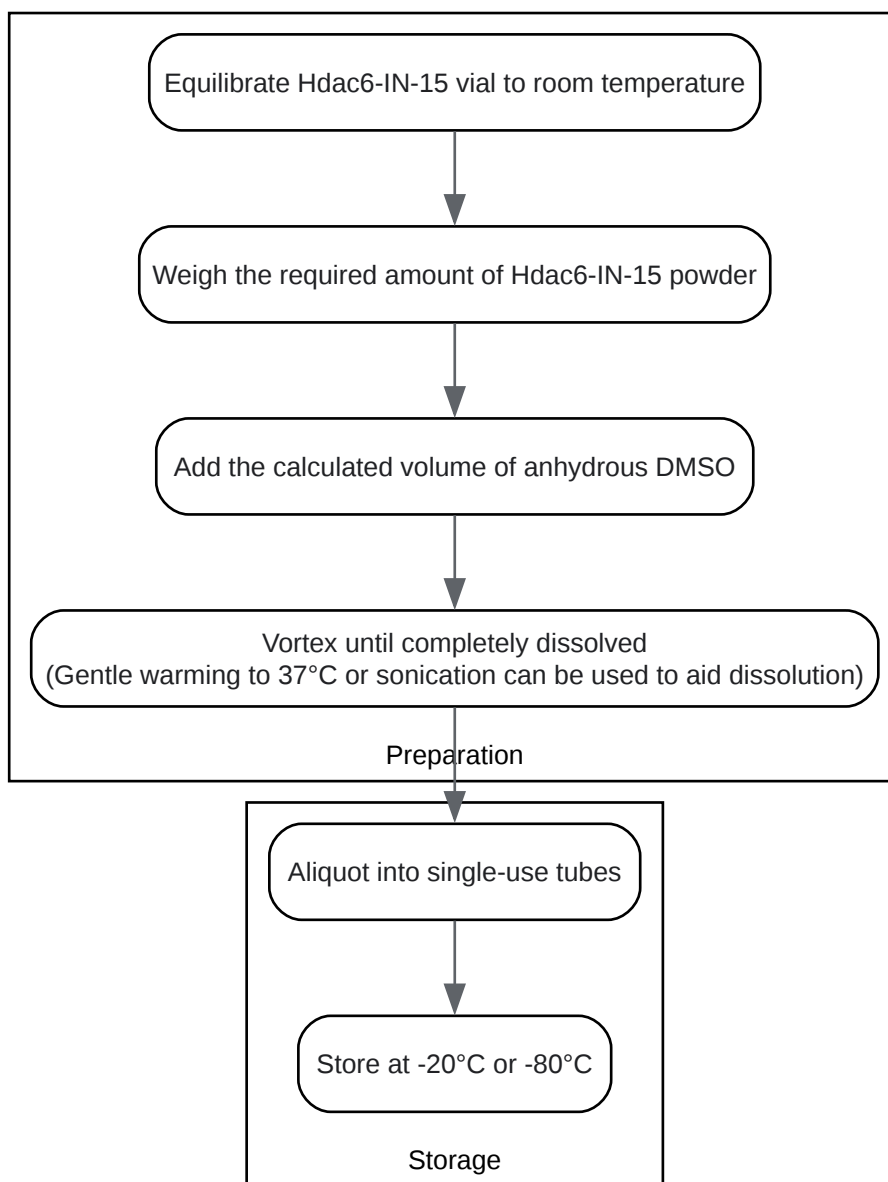 Equilibrate Hdac6-IN-15 vial to room temperature
Weigh the required amount of Hdac6-IN-15 powder
Add the calculated volume of anhydrous DMSO
Vortex until completely dissolved
(Gentle warming to 37°C or sonication can be used to aid dissolution)
Preparation
Aliquot into single-use tubes
Store at -20°C or -80°C
Storage